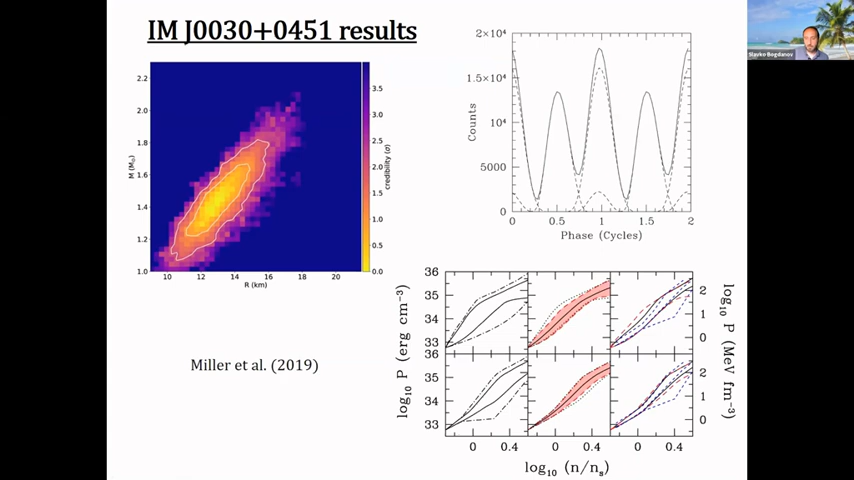 IM J0030+0451 results
2.2
2.0
1.8
1.6
1.4
1.2
1.0
M (M⊙)
10 12 14 16 18 20
R (km)
3.5
3.0
2.5
2.0
1.5
1.0
0.5
0.0
credibility (σ)
Miller et al. (2019)
2×10⁴
1.5×10⁴
10⁴
5000
0
Counts
0 0.5 1 1.5 2
Phase (Cycles)
36
35
34
33
36
35
34
33
log₁₀ P (erg cm⁻³)
2
1
0
2
1
0
log₁₀ P (MeV fm⁻³)
0 0.4 0 0.4 0 0.4
log₁₀ (n/nₛ)
Slavko Bogdanov